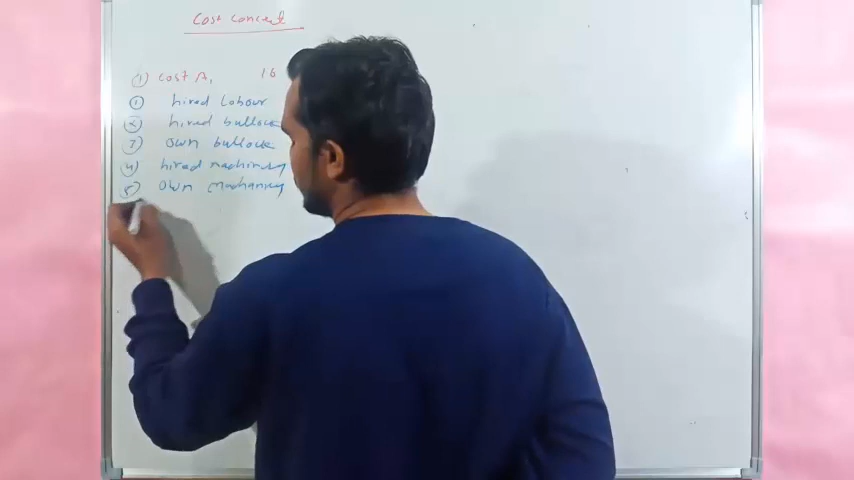 Cost Concept
① Cost A₁ 16
① hired labour
② hired bullock
③ own bullock
④ hired machinery
⑤ own machinery